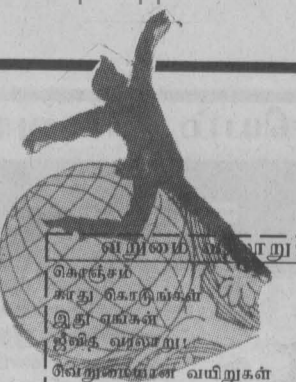 வறுமை வரலாறு
கொஞ்சம்
காது கொடுங்கள்
இது எங்கள்
ஜீவித வரலாறு!
வெறுமையான வயிறுகள்